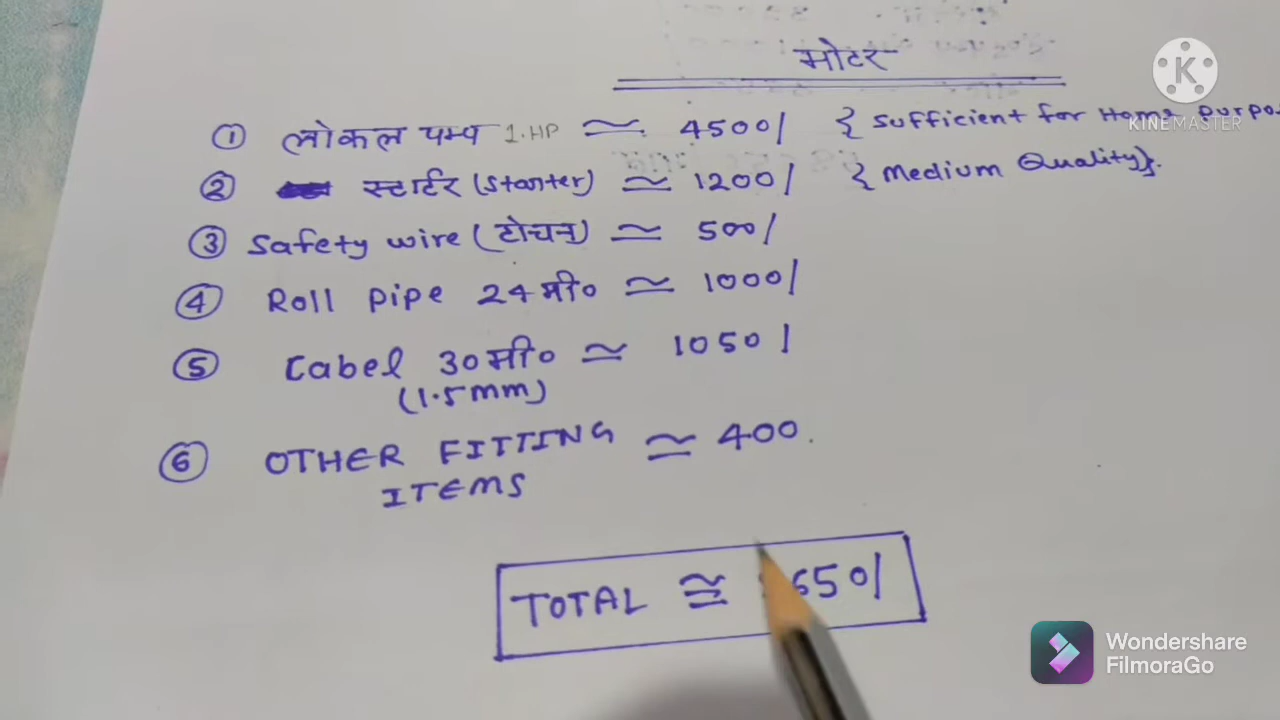 मोटर
① लोकल पम्प 1.HP ≅ 4500/ { Sufficient for Home Purpo
KINEMASTER
② स्टार्टर (Starter) ≅ 1200/ { Medium Quality}.
③ Safety wire (टोचन) ≃ 500/
④ Roll pipe 24 मी० ≃ 1000/
⑤ Cabel 30 मी० ≃ 1050/
(1.5mm)
⑥ OTHER FITTING ≃ 400.
ITEMS
TOTAL ≅ 650/
Wondershare
FilmoraGo